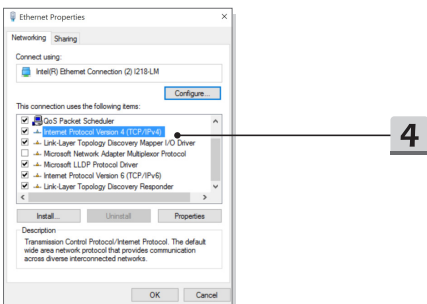 Ethernet Properties
Networking Sharing
Connect using:
Intel(R) Ethernet Connection (2) I218-LM
Configure...
This connection uses the following items:
QoS Packet Scheduler
Internet Protocol Version 4 (TCP/IPv4)
Link-Layer Topology Discovery Mapper I/O Driver
Microsoft Network Adapter Multiplexor Protocol
Microsoft LLDP Protocol Driver
Internet Protocol Version 6 (TCP/IPv6)
Link-Layer Topology Discovery Responder
4
Install... Uninstall Properties
Description
Transmission Control Protocol/Internet Protocol. The default
wide area network protocol that provides communication
across diverse interconnected networks.
OK Cancel